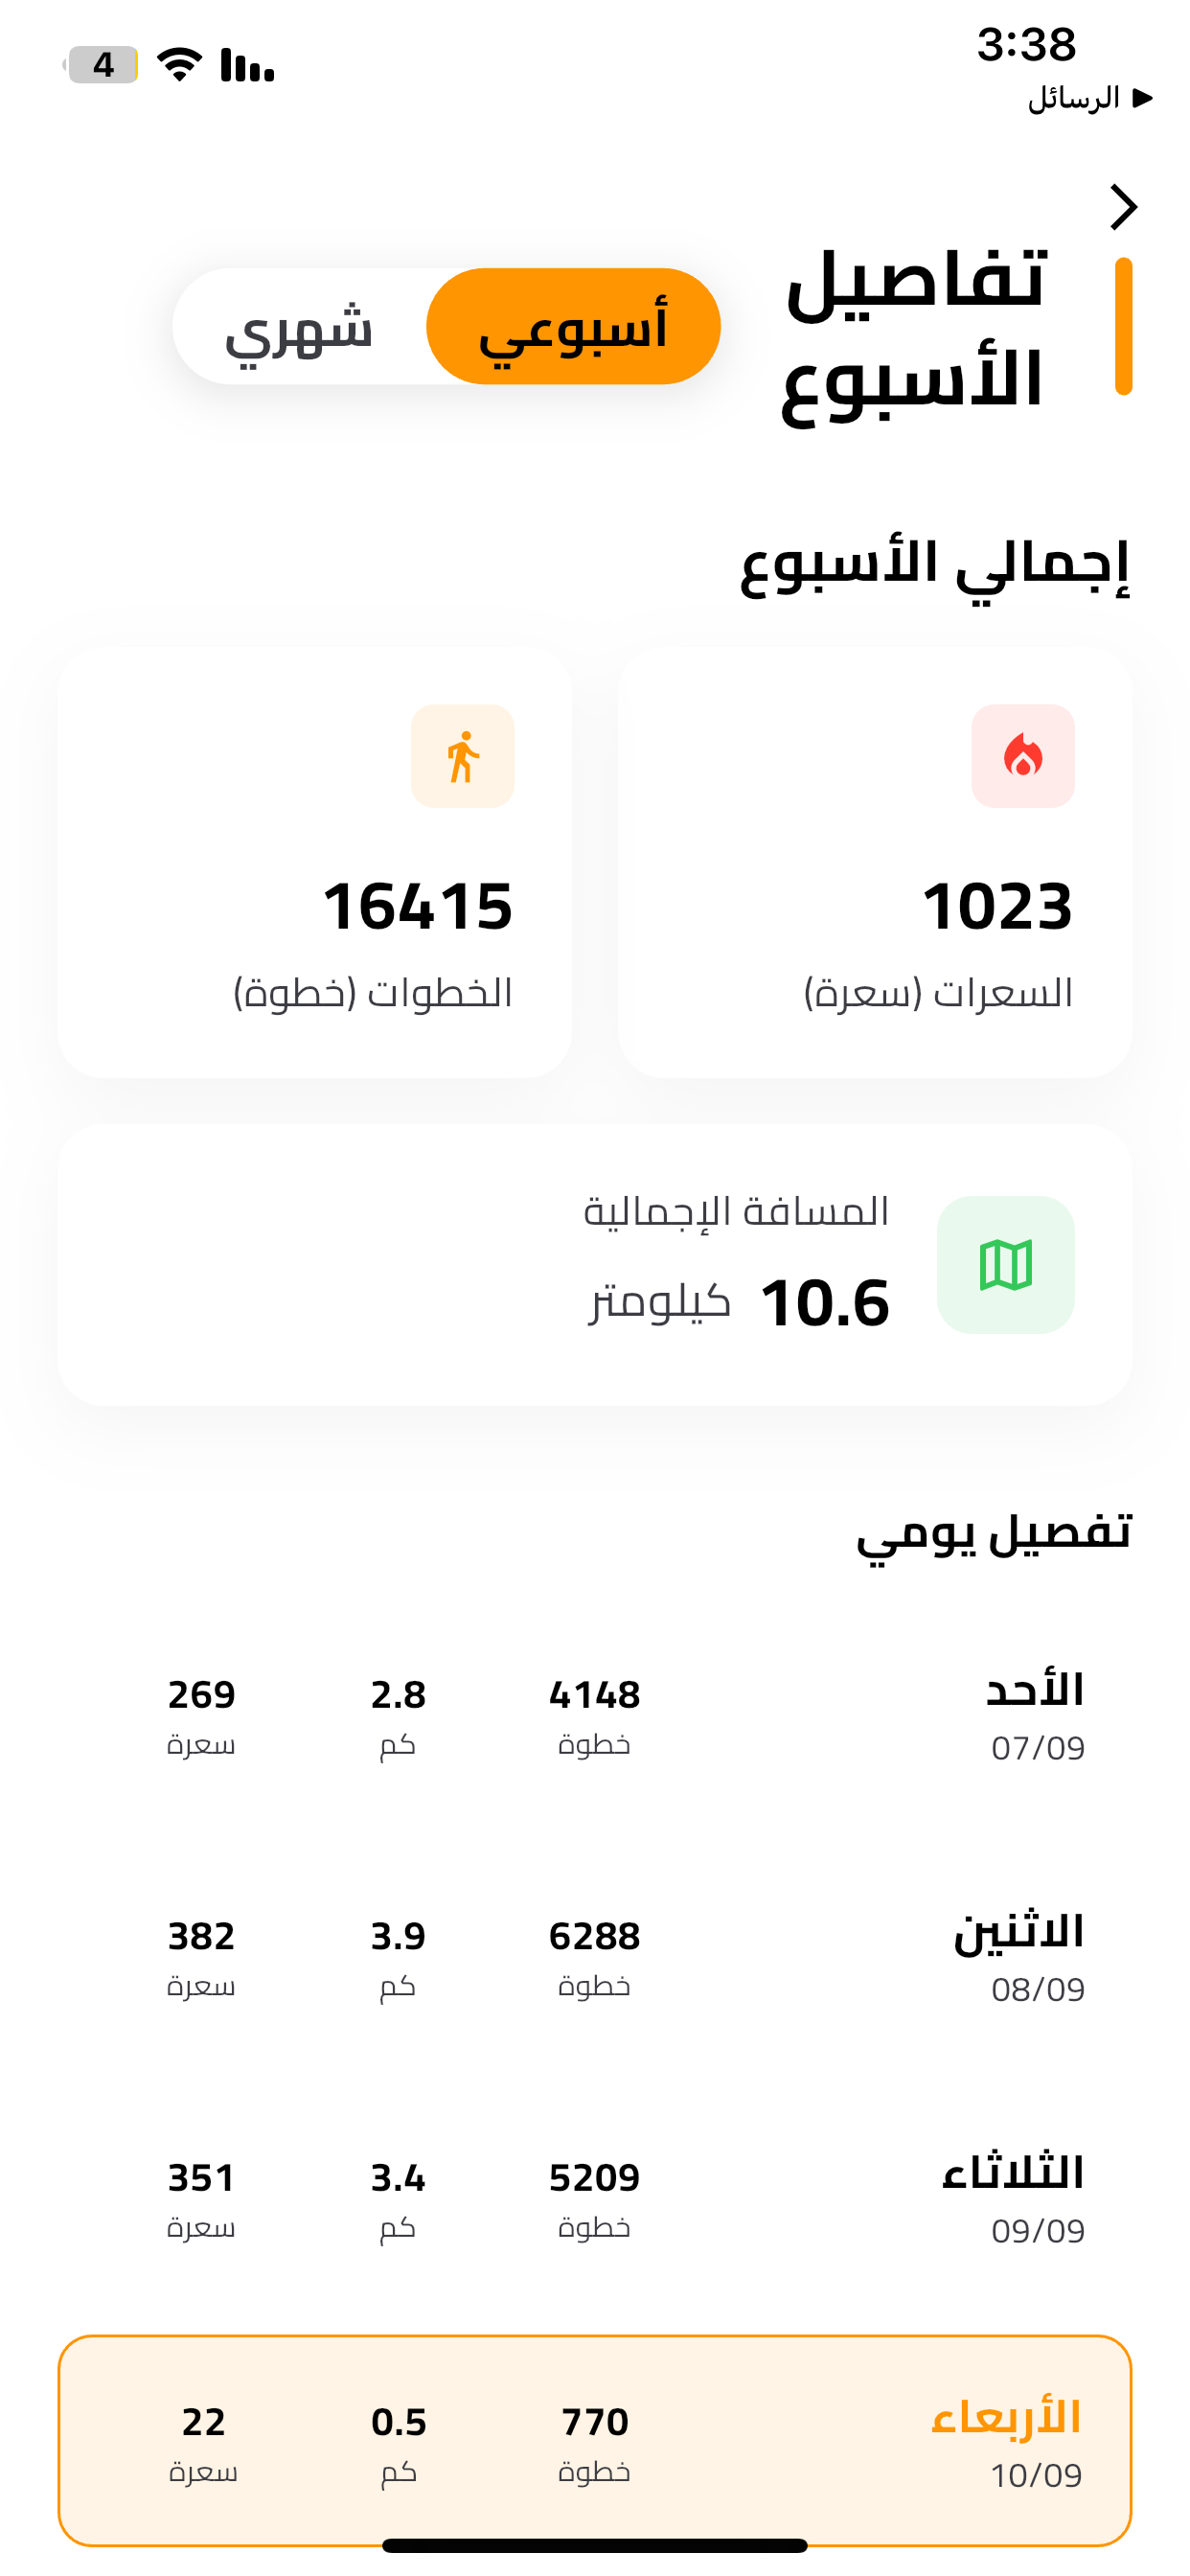 3:38
4
الرسائل
تفاصيل
الأسبوع
أسبوعي
شهري
إجمالي الأسبوع
1023
السعرات (سعرة)
16415
الخطوات (خطوة)
المسافة الإجمالية
10.6 كيلومتر
تفصيل يومي
الأحد
07/09
4148
خطوة
2.8
كم
269
سعرة
الاثنين
08/09
6288
خطوة
3.9
كم
382
سعرة
الثلاثاء
09/09
5209
خطوة
3.4
كم
351
سعرة
الأربعاء
10/09
770
خطوة
0.5
كم
22
سعرة